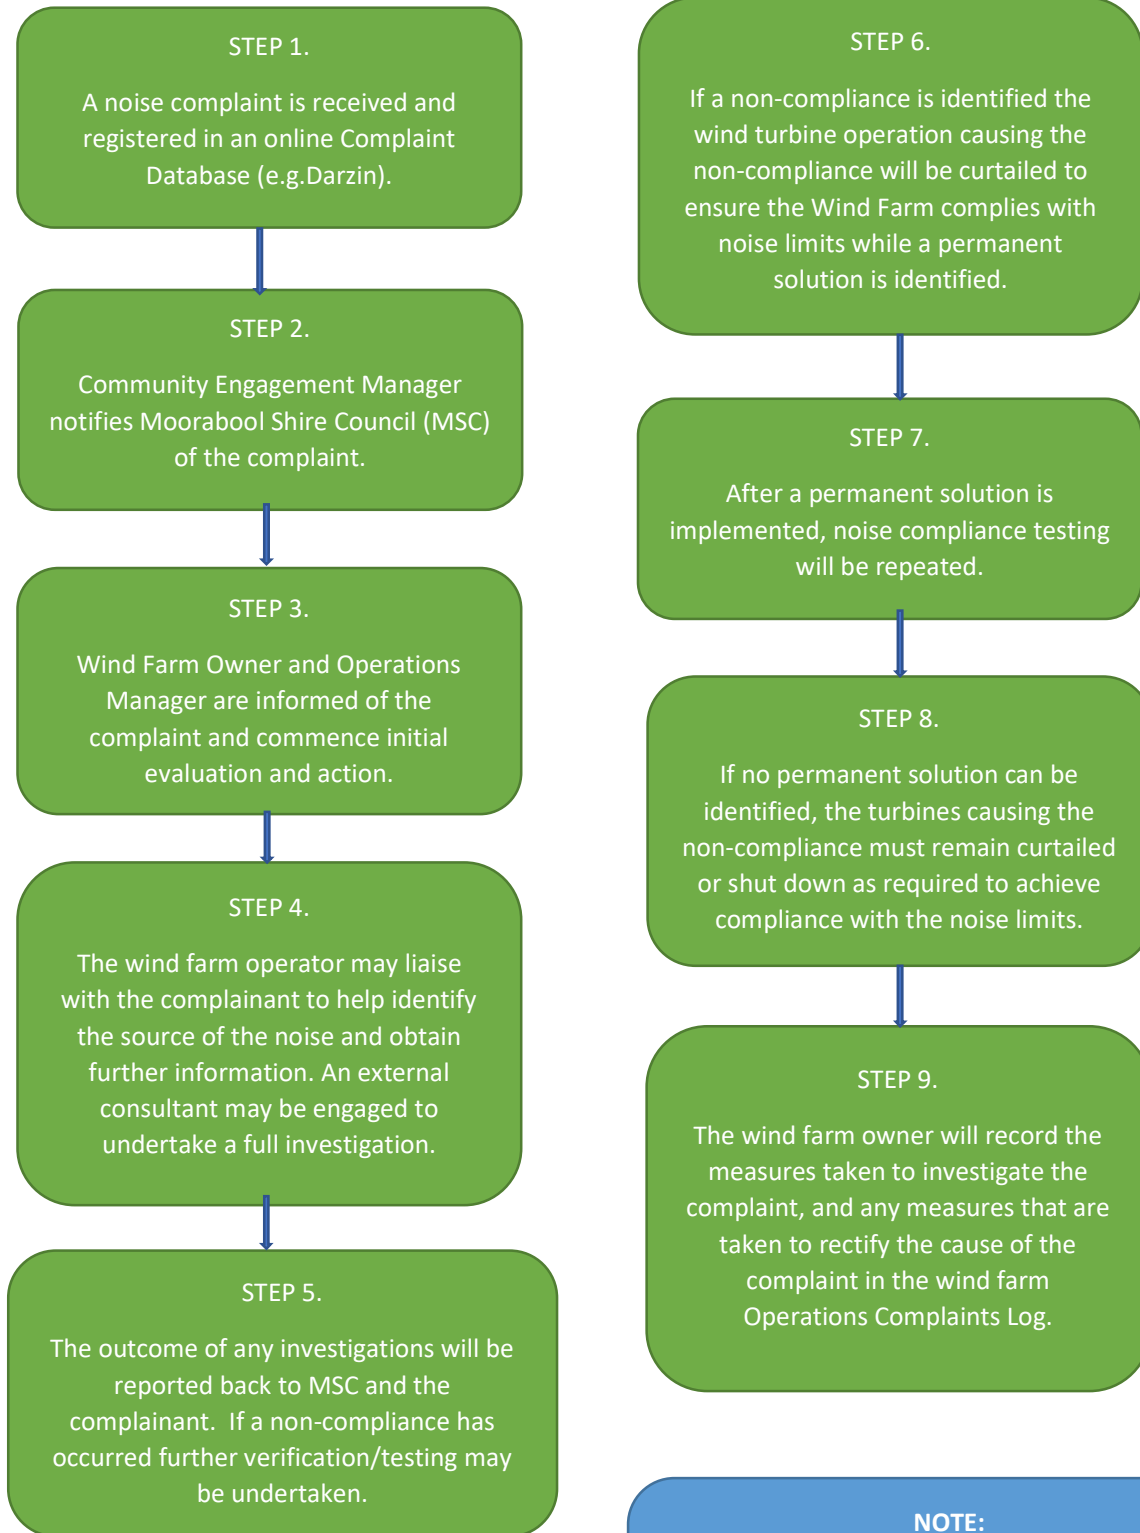 STEP 1.
A noise complaint is received and
registered in an online Complaint
Database (e.g.Darzin).
STEP 2.
Community Engagement Manager
notifies Moorabool Shire Council (MSC)
of the complaint.
STEP 3.
Wind Farm Owner and Operations
Manager are informed of the
complaint and commence initial
evaluation and action.
STEP 4.
The wind farm operator may liaise
with the complainant to help identify
the source of the noise and obtain
further information. An external
consultant may be engaged to
undertake a full investigation.
STEP 5.
The outcome of any investigations will be
reported back to MSC and the
complainant.  If a non-compliance has
occurred further verification/testing may
be undertaken.
STEP 6.
If a non-compliance is identified the
wind turbine operation causing the
non-compliance will be curtailed to
ensure the Wind Farm complies with
noise limits while a permanent
solution is identified.
STEP 7.
After a permanent solution is
implemented, noise compliance testing
will be repeated.
STEP 8.
If no permanent solution can be
identified, the turbines causing the
non-compliance must remain curtailed
or shut down as required to achieve
compliance with the noise limits.
STEP 9.
The wind farm owner will record the
measures taken to investigate the
complaint, and any measures that are
taken to rectify the cause of the
complaint in the wind farm
Operations Complaints Log.
NOTE: